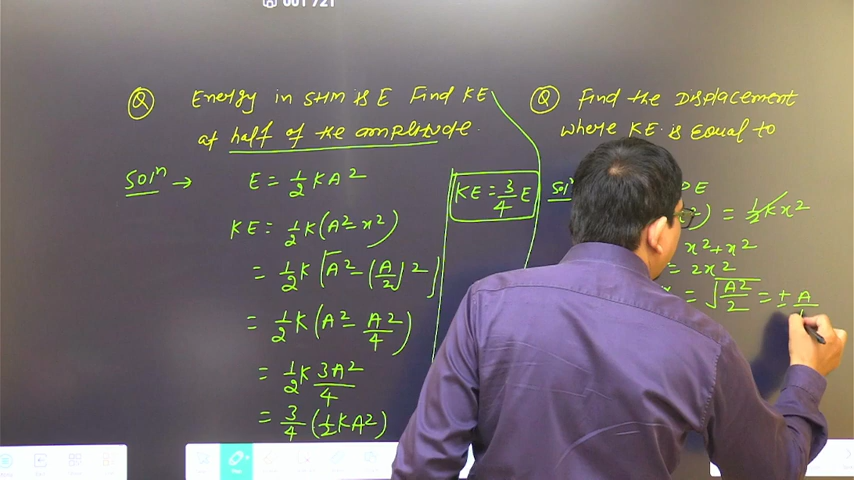 Q Energy in SHM is E Find KE
at half of the amplitude.
Solⁿ → E = 1/2 KA²
KE = 1/2 K(A² - x²)
= 1/2 K(A² - (A/2)²)
= 1/2 K(A² - A²/4)
= 1/2 K 3A²/4
= 3/4 (1/2 KA²)
KE = 3/4 E
Q Find the Displacement
where KE. is Equal to
Solⁿ
E
²) = 1/2 Kx²
x² + x²
= 2x²
= √A²/2 = ± A